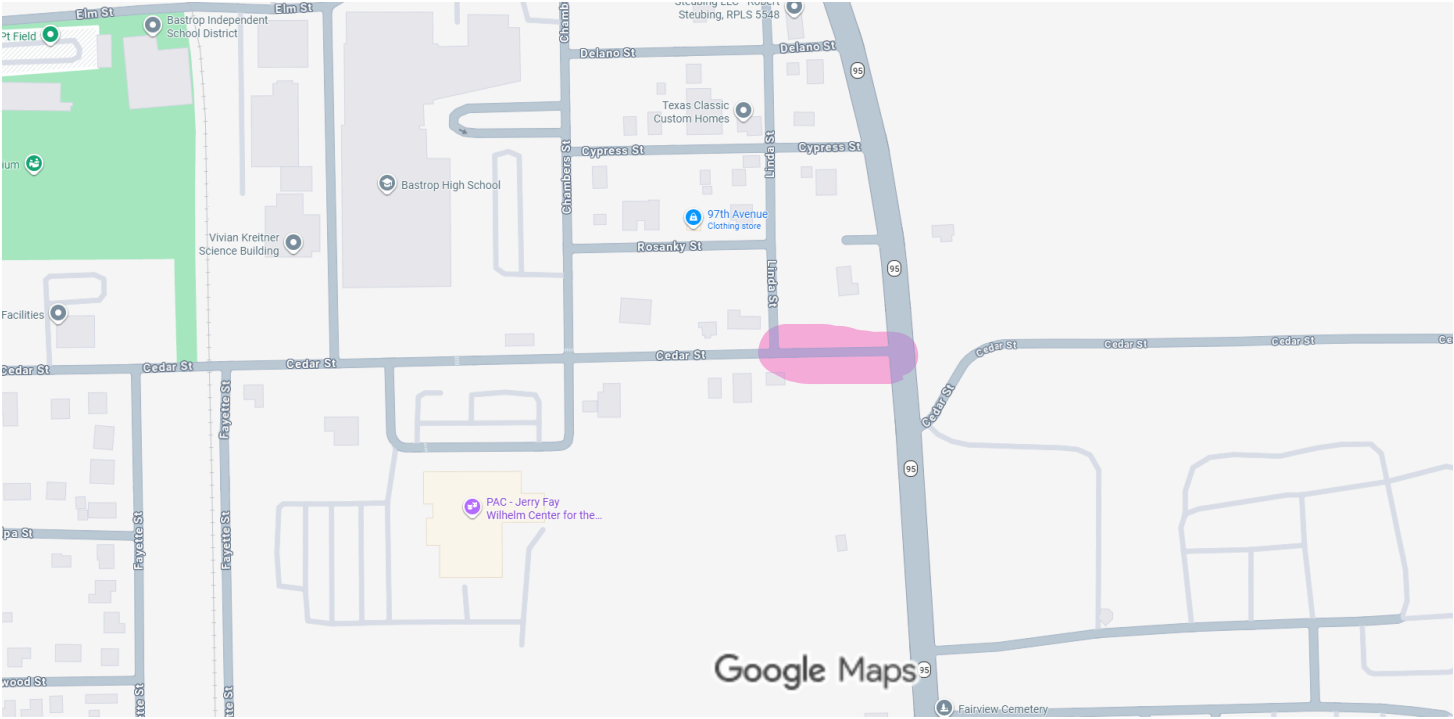 Elm St
Elm St
Bastrop Independent
School District
Pt Field
Steubing, RPLS 5548
Delano St
Delano St
95
Texas Classic
Custom Homes
Linda St
Cypress St
Cypress St
Chambers St
Bastrop High School
97th Avenue
Clothing store
Vivian Kreitner
Science Building
Rosanky St
95
Linda St
Facilities
Cedar St
Cedar St
Cedar St
Cedar St
Cedar St
Cedar St
Cedar St
Cedar St
Fayette St
95
PAC - Jerry Fay
Wilhelm Center for the...
Fayette St
Fayette St
Google Maps
95
Fairview Cemetery